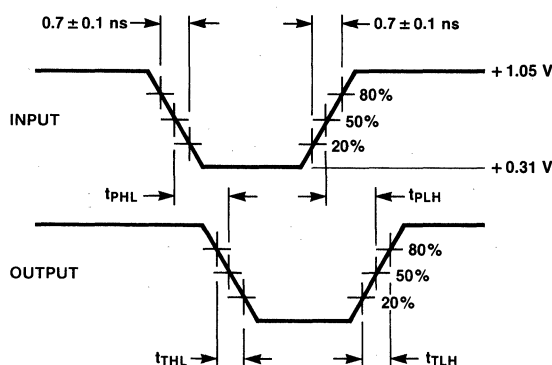 0.7 ± 0.1 ns
0.7 ± 0.1 ns
+ 1.05 V
80%
INPUT
50%
20%
+ 0.31 V
tPHL
tPLH
80%
OUTPUT
50%
20%
tTHL
tTLH